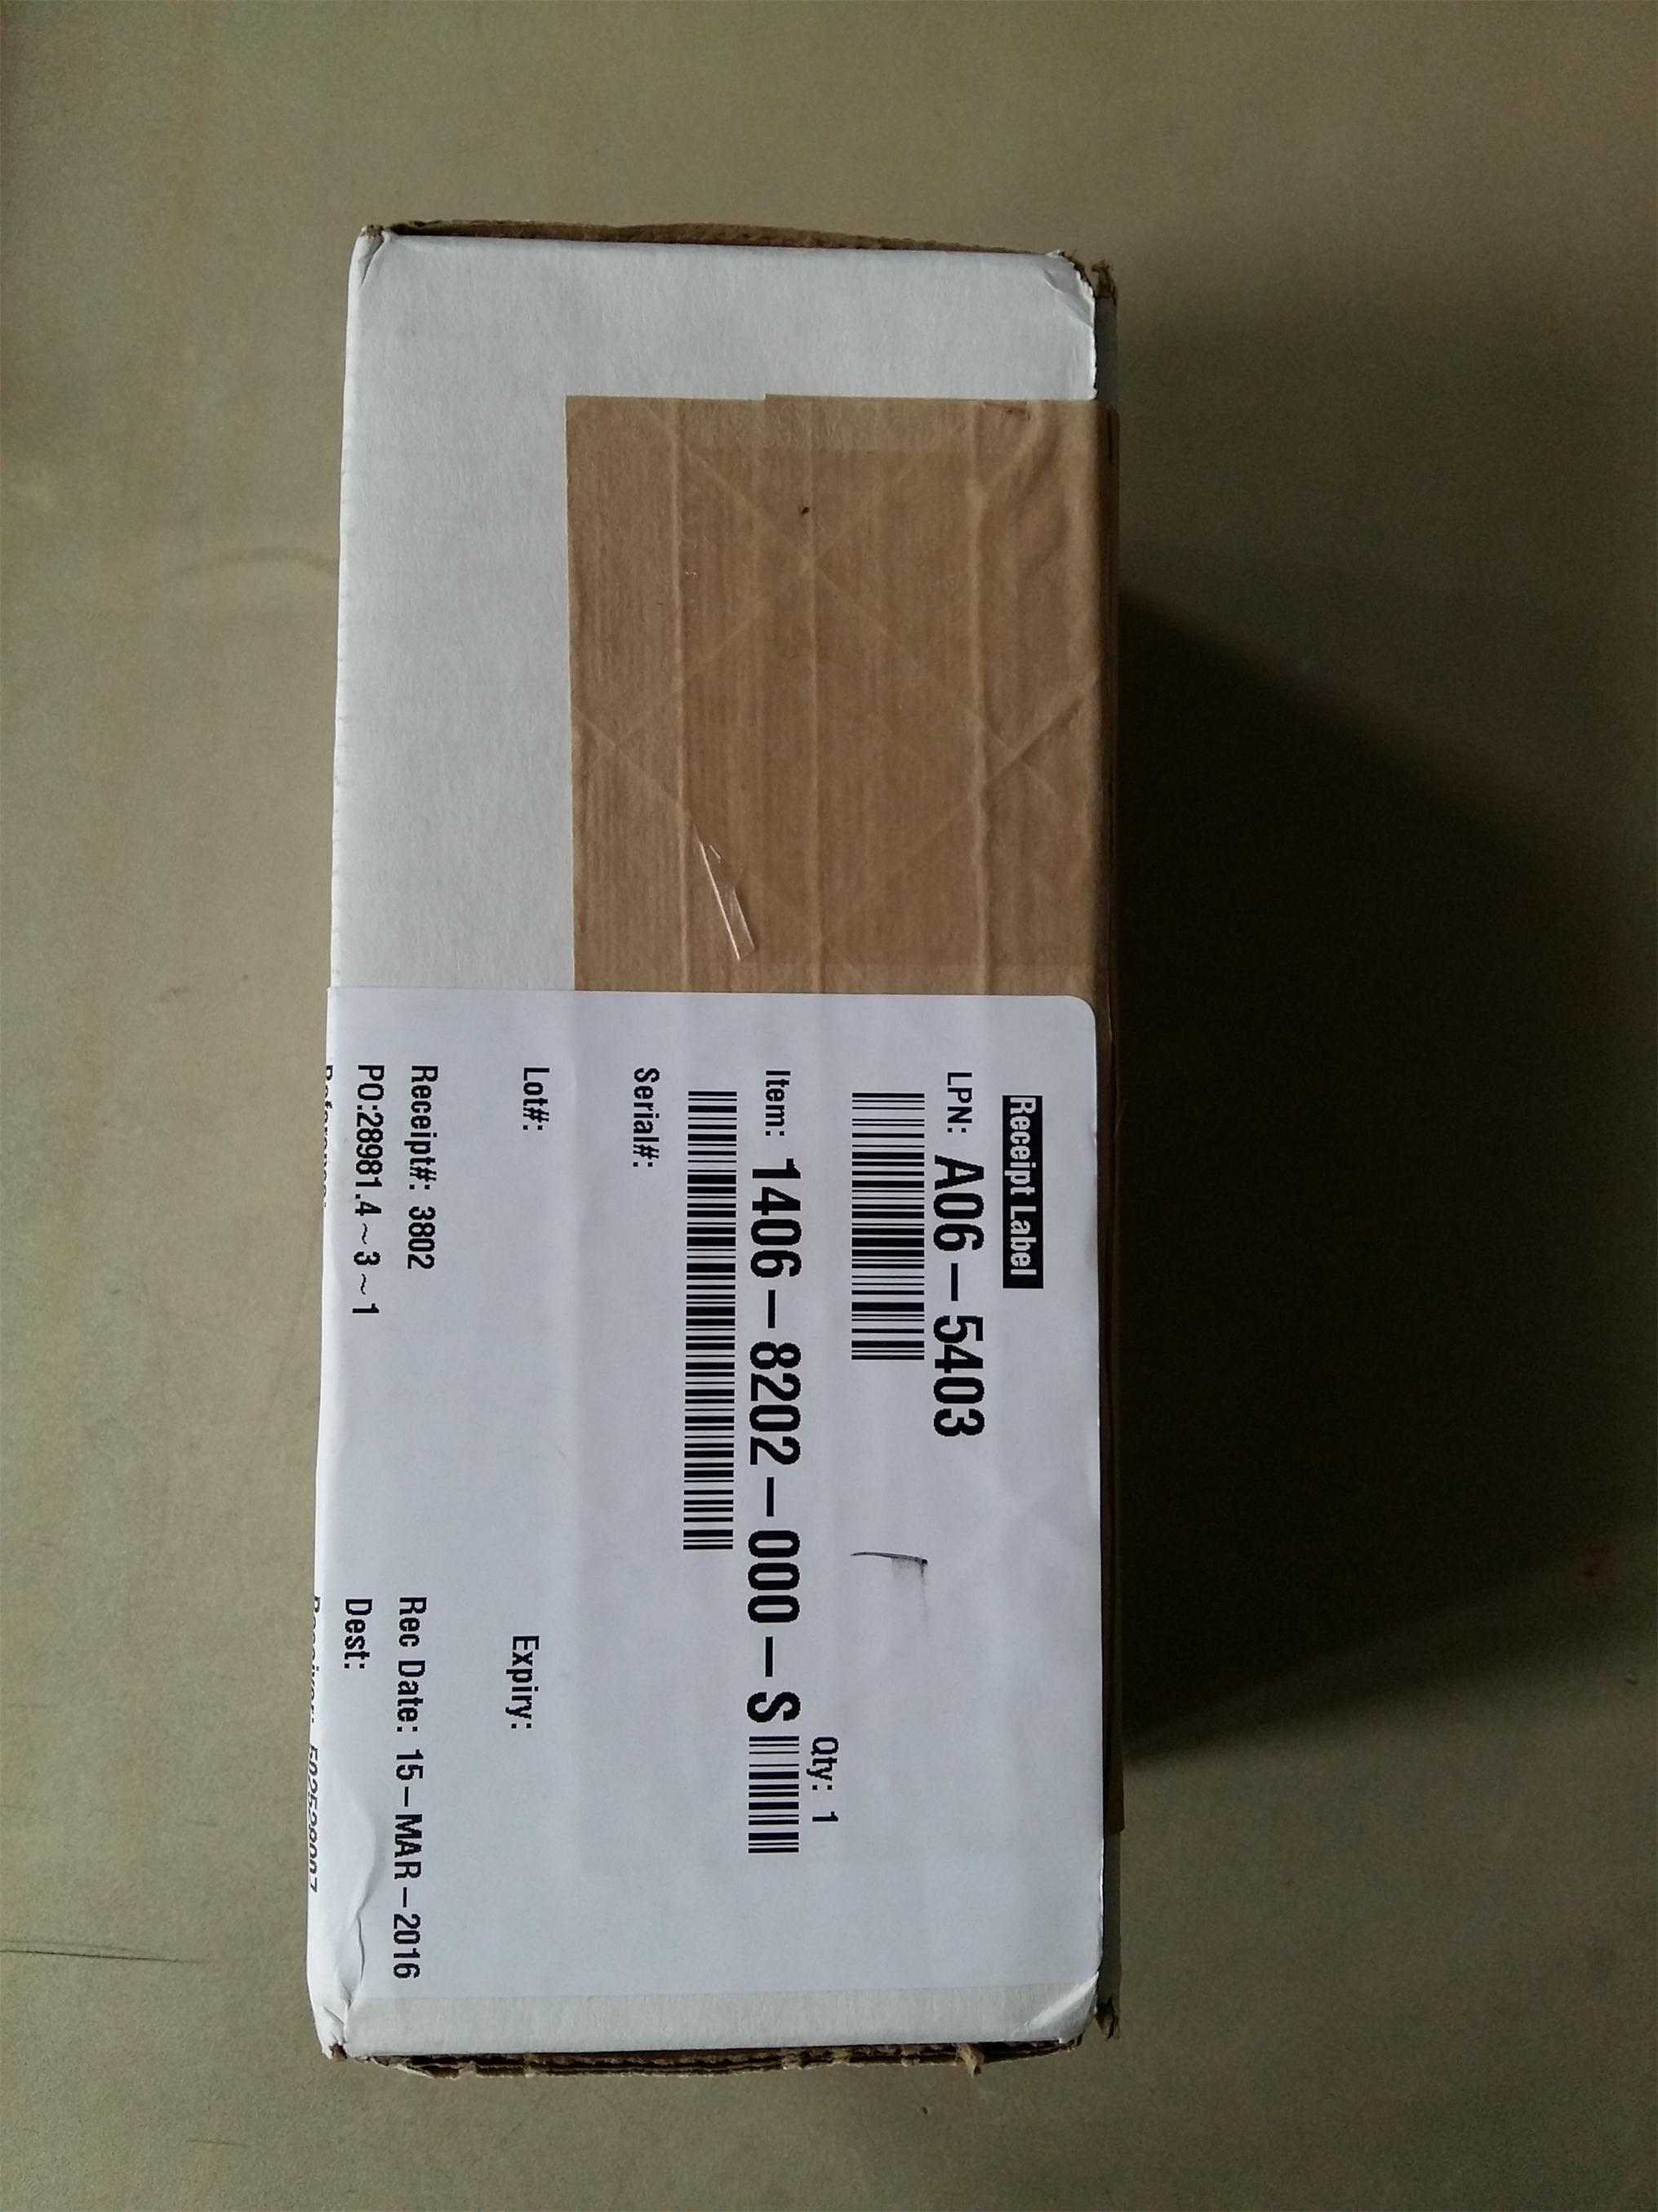 Receipt Label
LPN: A06-5403
Qty: 1
Item: 1406-8202-000-S
Serial#:
Lot#: Expiry:
Receipt#: 3802 Rec Date: 15-MAR-2016
PO:28981.4~3~1 Dest: